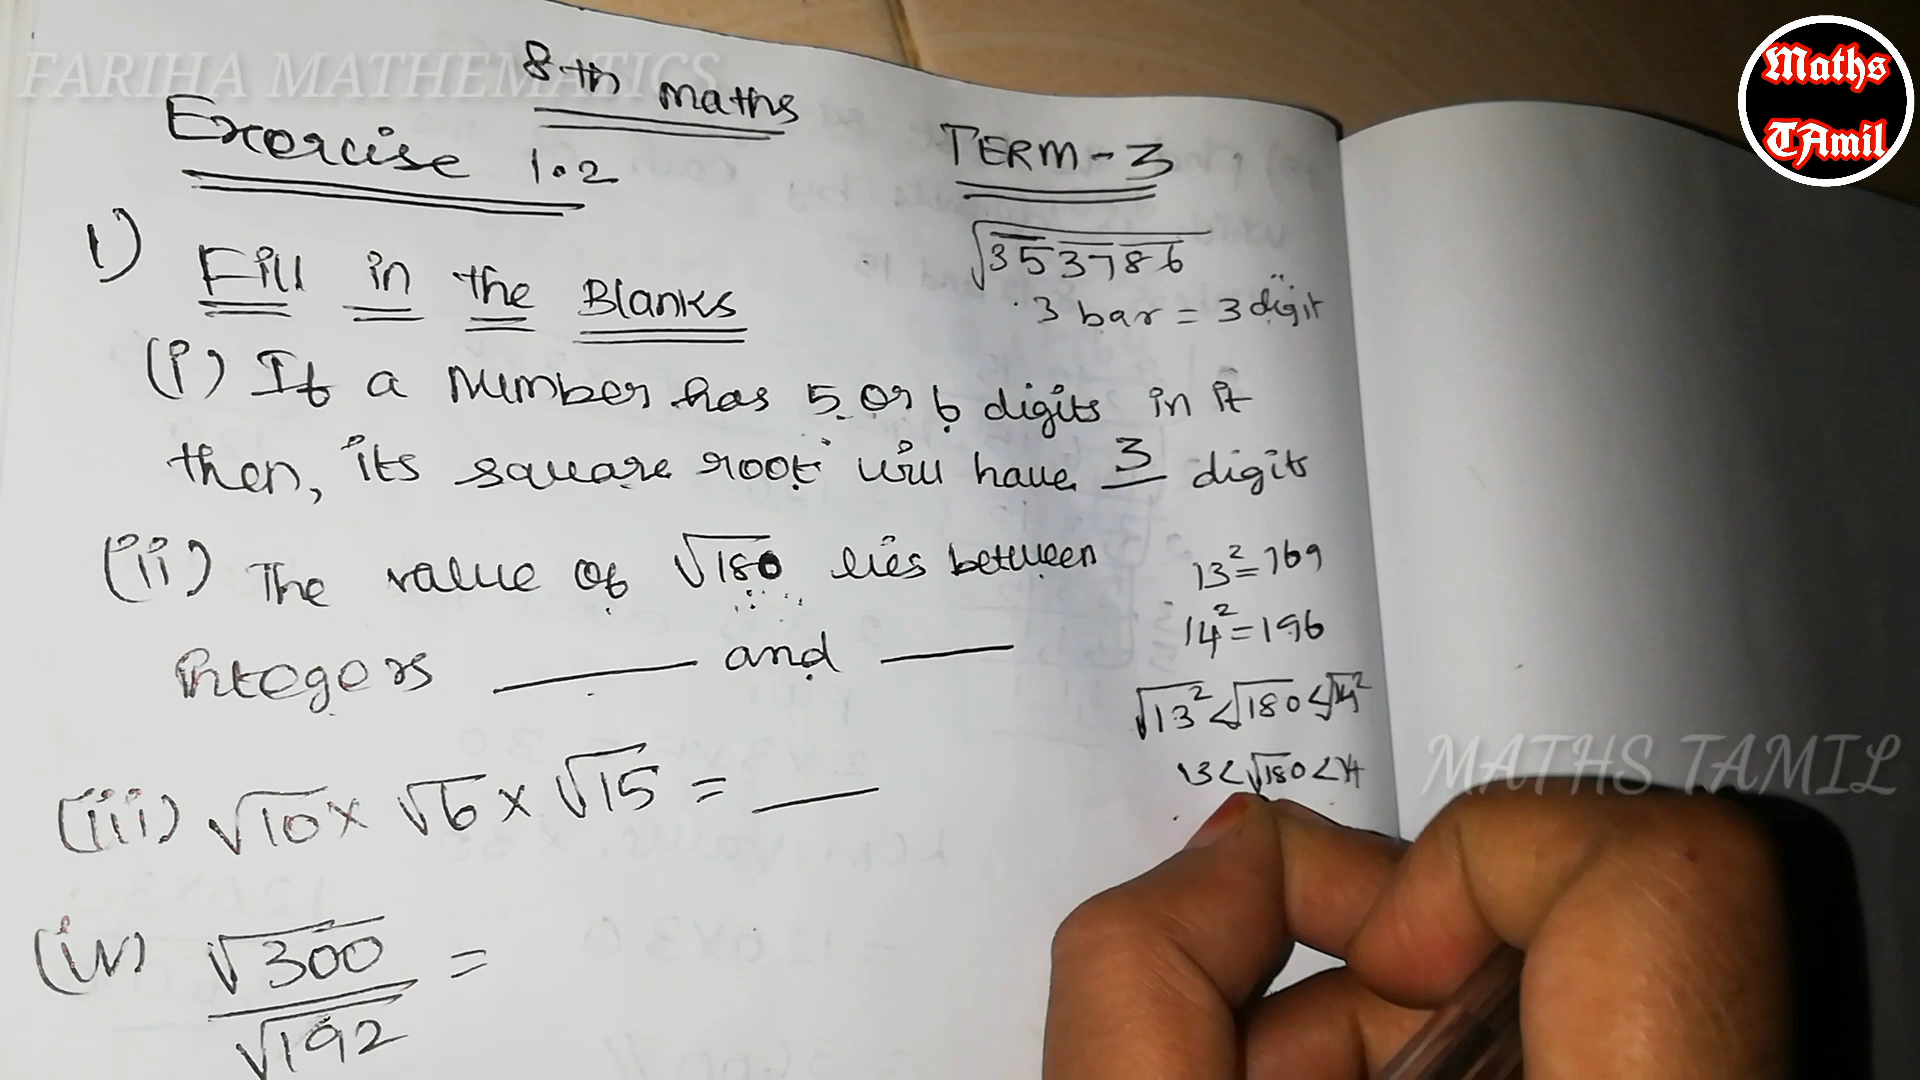 FARIHA MATHEMATICS
8th maths
Exercise 1.2
TERM-3
1) Fill in the Blanks
√353786
3 bar = 3 digit
(i) If a number has 5 or 6 digits in it
then, its square root will have 3 digits
(ii) The value of √180 lies between
integers ____ and ____
13²=169
14²=196
√13² < √180 < √14²
13 < √180 < 14
(iii) √10 × √6 × √15 = ____
(iv) √300/√192 =
Maths
TAmil
MATHS TAMIL